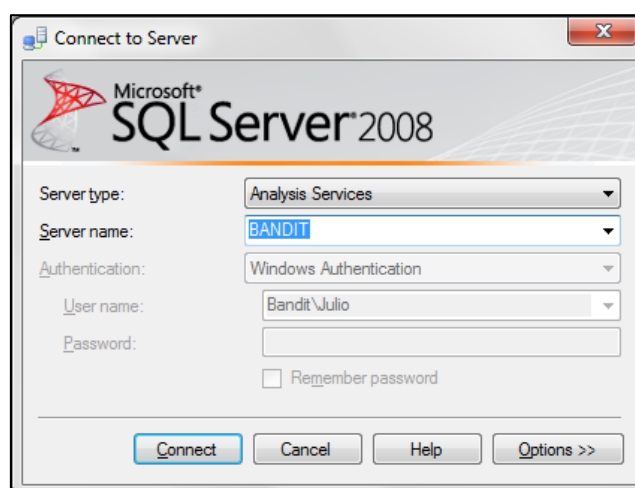 Connect to Server
Microsoft®
SQL Server® 2008
Server type: Analysis Services
Server name: BANDIT
Authentication: Windows Authentication
User name: Bandit\Julio
Password:
Remember password
Connect Cancel Help Options >>